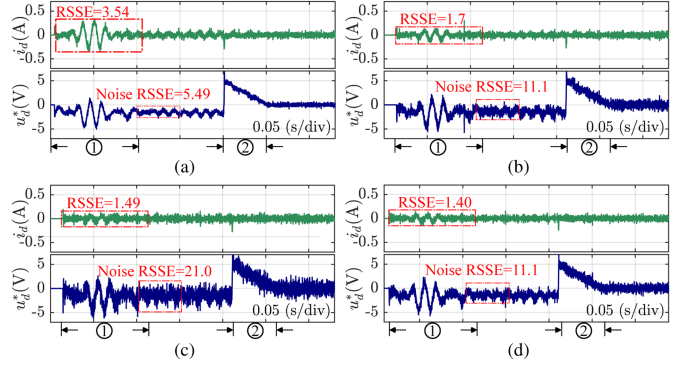 RSSE=3.54
0.5
0
-0.5
i_d(A)
5
0
-5
u_d^*(V)
Noise RSSE=5.49
0.05 (s/div)
① ②
(a)
RSSE=1.7
0.5
0
-0.5
i_d(A)
5
0
-5
u_d^*(V)
Noise RSSE=11.1
0.05 (s/div)
① ②
(b)
RSSE=1.49
0.5
0
-0.5
i_d(A)
5
0
-5
u_d^*(V)
Noise RSSE=21.0
0.05 (s/div)
① ②
(c)
RSSE=1.40
0.5
0
-0.5
i_d(A)
5
0
-5
u_d^*(V)
Noise RSSE=11.1
0.05 (s/div)
① ②
(d)